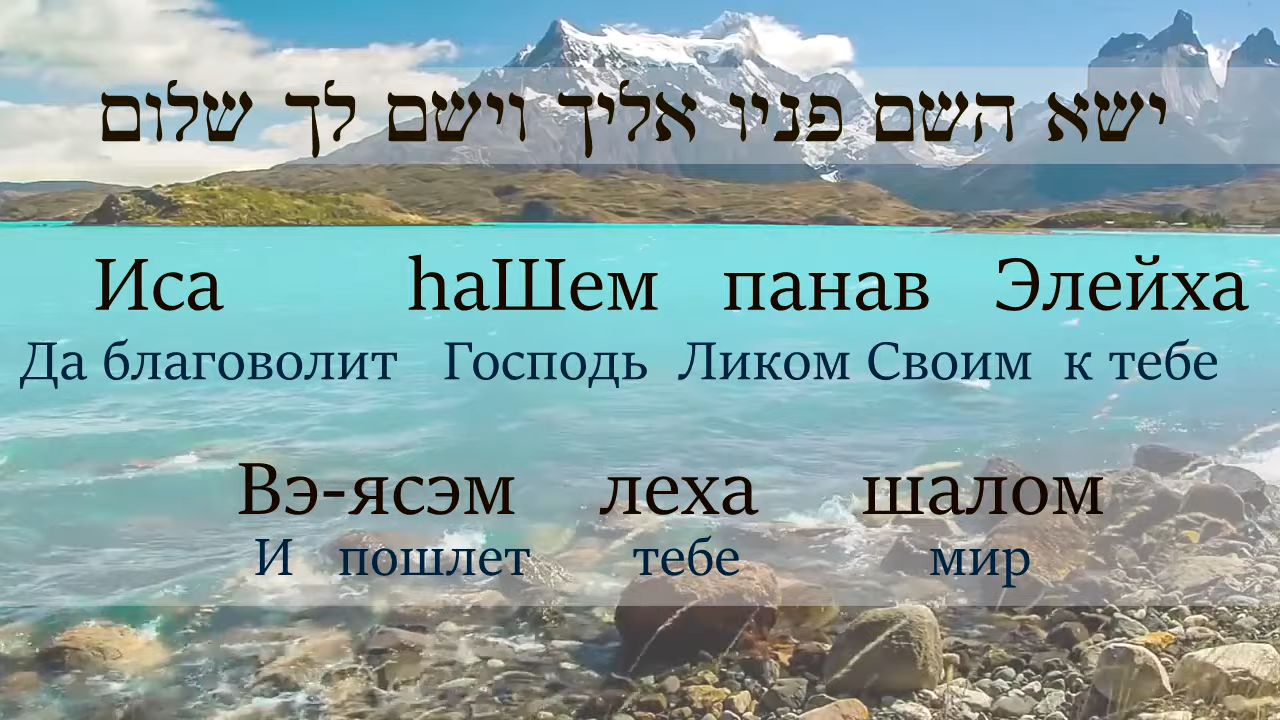 ישא השם פניו אליך וישם לך שלום
Иса hаШем панав Элейха
Да благоволит Господь Ликом Своим к тебе
Вэ-ясэм леха шалом
И пошлет тебе мир